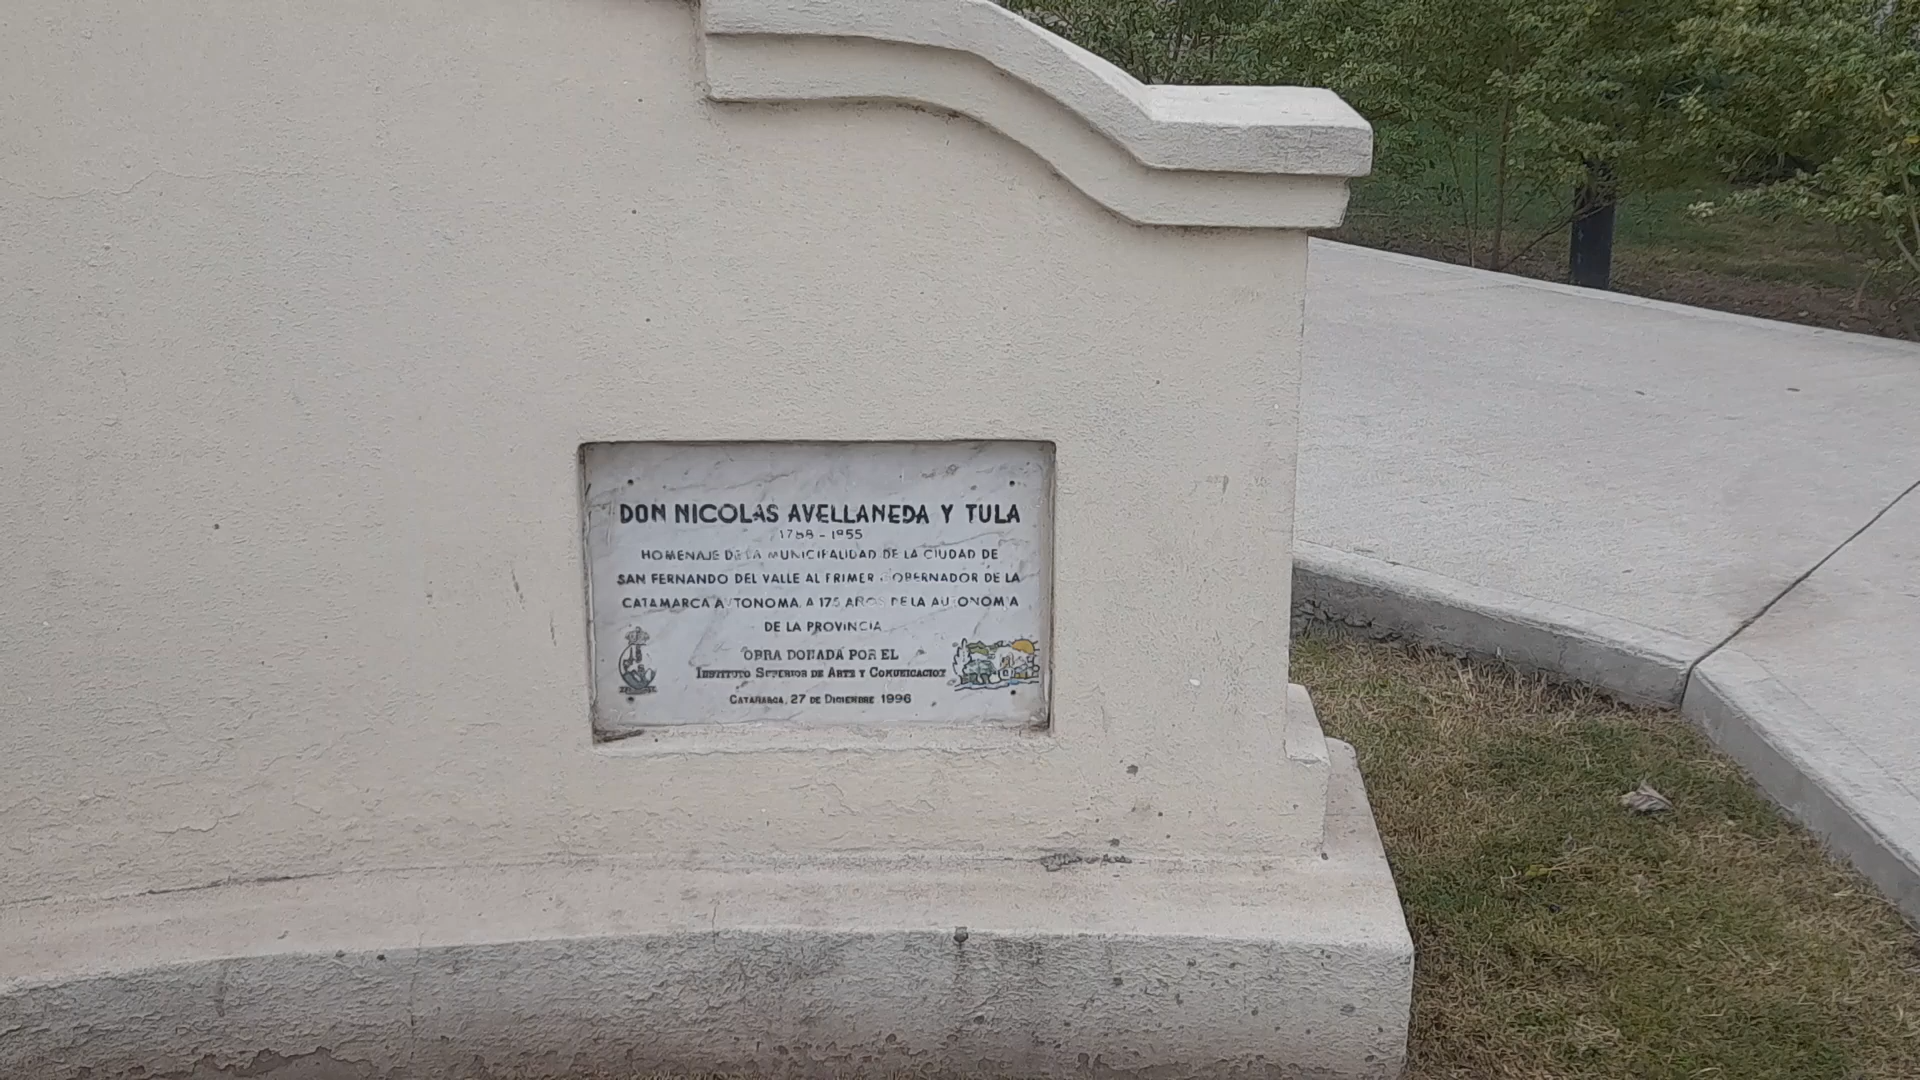 DON NICOLAS AVELLANEDA Y TULA
1788 - 1855
HOMENAJE DE LA MUNICIPALIDAD DE LA CIUDAD DE
SAN FERNANDO DEL VALLE AL PRIMER GOBERNADOR DE LA
CATAMARCA AUTONOMA, A 175 AÑOS DE LA AUTONOMIA
DE LA PROVINCIA
OBRA DONADA POR EL
INSTITUTO SUPERIOR DE ARTE Y COMUNICACION
CATAMARCA, 27 DE DICIEMBRE 1996